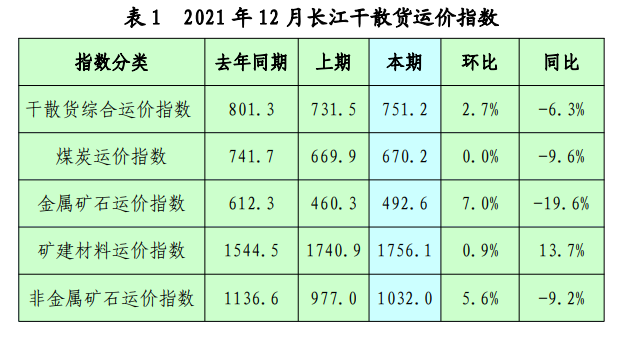 表1 2021年12月长江干散货运价指数
指数分类 去年同期 上期 本期 环比 同比
干散货综合运价指数 801.3 731.5 751.2 2.7% -6.3%
煤炭运价指数 741.7 669.9 670.2 0.0% -9.6%
金属矿石运价指数 612.3 460.3 492.6 7.0% -19.6%
矿建材料运价指数 1544.5 1740.9 1756.1 0.9% 13.7%
非金属矿石运价指数 1136.6 977.0 1032.0 5.6% -9.2%